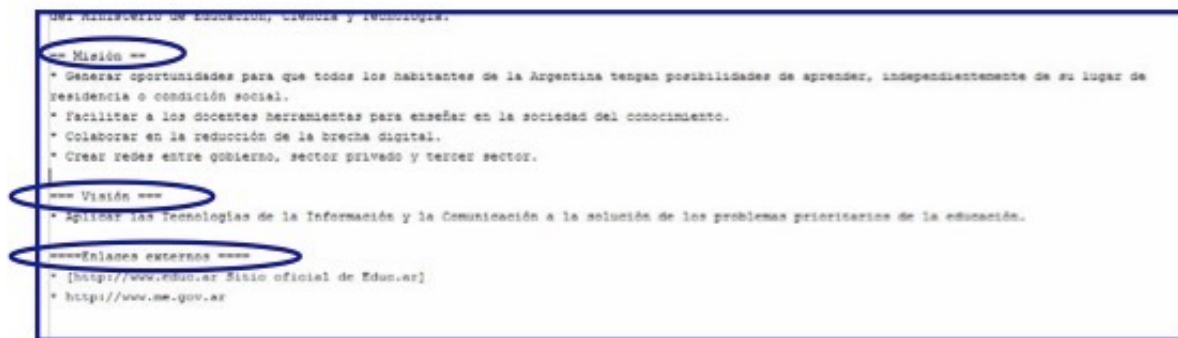 del Ministerio de Educación, Ciencia y Tecnología.
== Misión ==
* Generar oportunidades para que todos los habitantes de la Argentina tengan posibilidades de aprender, independientemente de su lugar de
residencia o condición social.
* Facilitar a los docentes herramientas para enseñar en la sociedad del conocimiento.
* Colaborar en la reducción de la brecha digital.
* Crear redes entre gobierno, sector privado y tercer sector.
=== Visión ===
* Aplicar las Tecnologías de la Información y la Comunicación a la solución de los problemas prioritarios de la educación.
====Enlaces externos ====
* [http://www.educ.ar Sitio oficial de Educ.ar]
* http://www.me.gov.ar